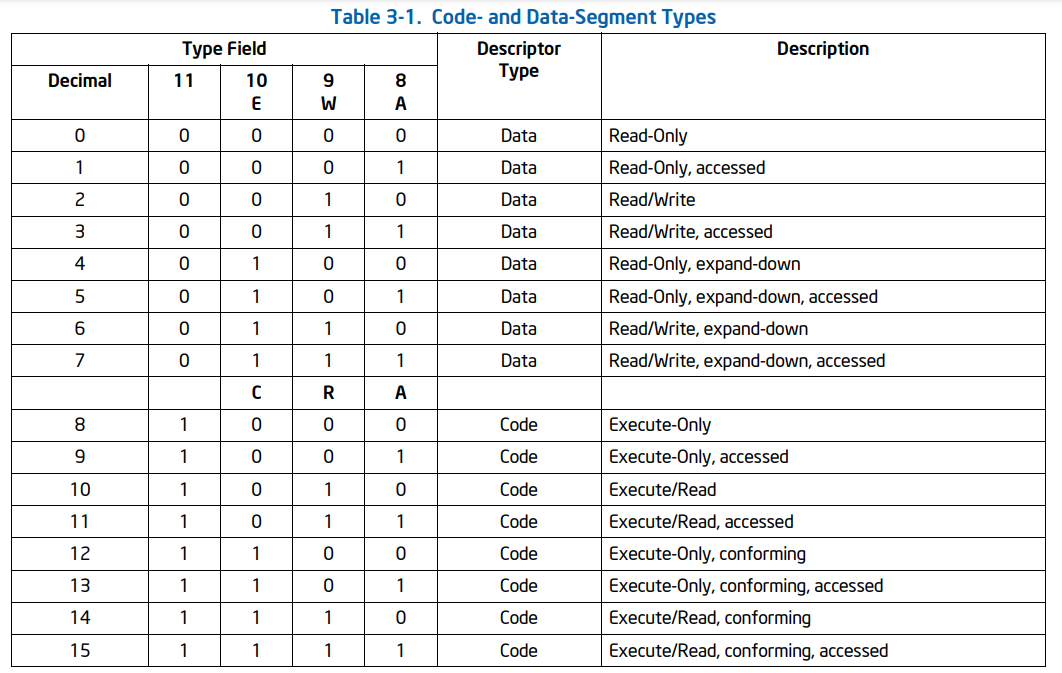 Table 3-1. Code- and Data-Segment Types
Type Field Descriptor Type Description
Decimal 11 10 E 9 W 8 A
0 0 0 0 0 Data Read-Only
1 0 0 0 1 Data Read-Only, accessed
2 0 0 1 0 Data Read/Write
3 0 0 1 1 Data Read/Write, accessed
4 0 1 0 0 Data Read-Only, expand-down
5 0 1 0 1 Data Read-Only, expand-down, accessed
6 0 1 1 0 Data Read/Write, expand-down
7 0 1 1 1 Data Read/Write, expand-down, accessed
C R A
8 1 0 0 0 Code Execute-Only
9 1 0 0 1 Code Execute-Only, accessed
10 1 0 1 0 Code Execute/Read
11 1 0 1 1 Code Execute/Read, accessed
12 1 1 0 0 Code Execute-Only, conforming
13 1 1 0 1 Code Execute-Only, conforming, accessed
14 1 1 1 0 Code Execute/Read, conforming
15 1 1 1 1 Code Execute/Read, conforming, accessed